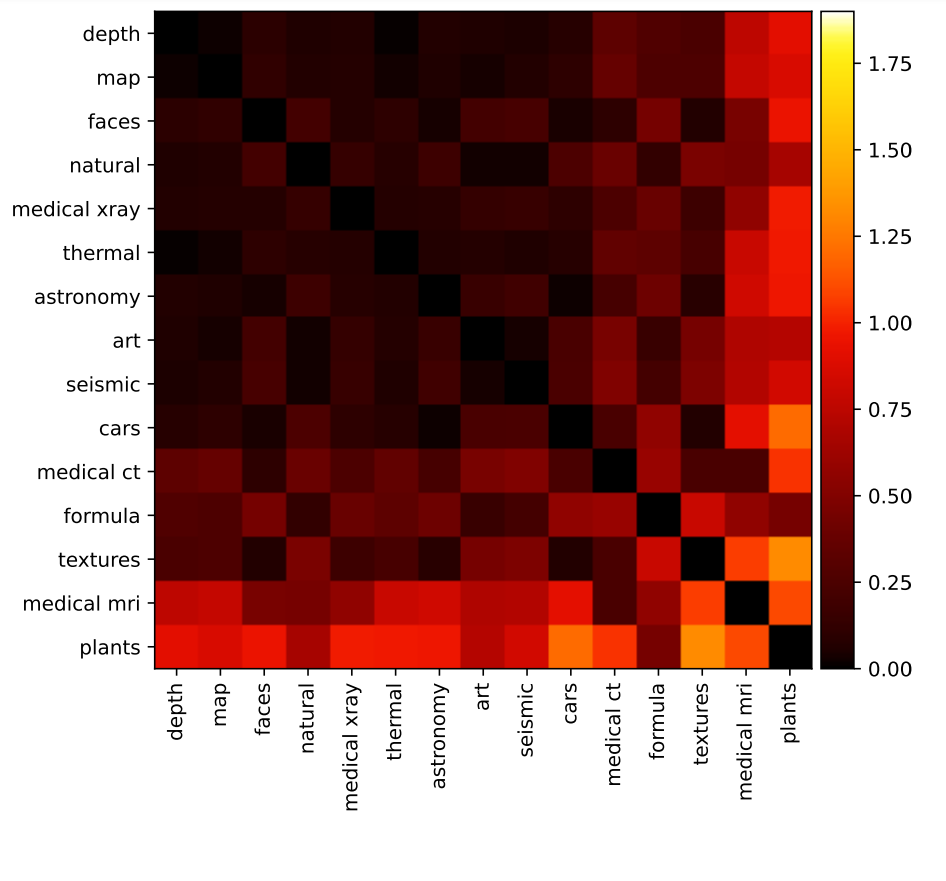 depth
map
faces
natural
medical xray
thermal
astronomy
art
seismic
cars
medical ct
formula
textures
medical mri
plants
1.75
1.50
1.25
1.00
0.75
0.50
0.25
0.00
depth
map
faces
natural
medical xray
thermal
astronomy
art
seismic
cars
medical ct
formula
textures
medical mri
plants